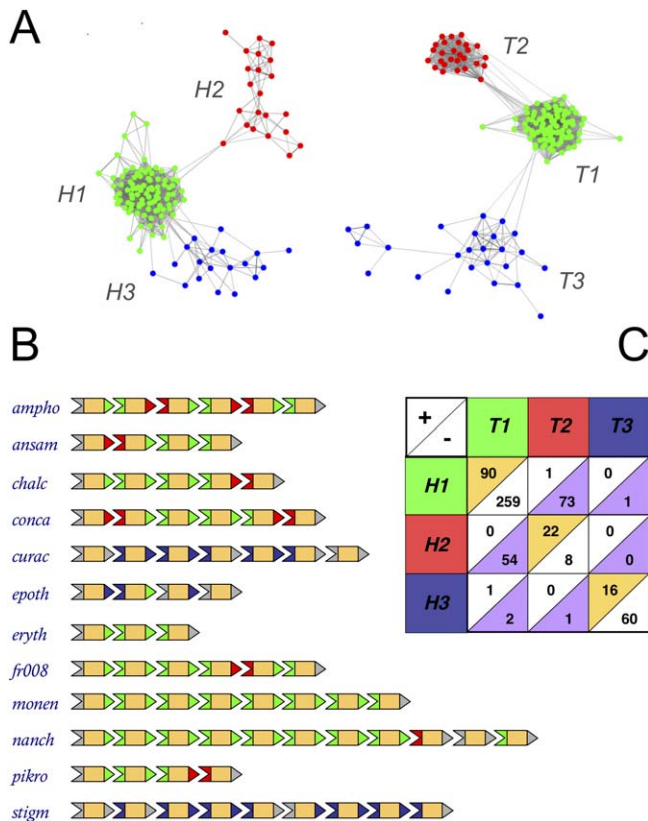 A
H2
T2
H1
T1
H3
T3
B
C
ampho
ansam
chalc
conca
curac
epoth
eryth
fr008
monen
nanch
pikro
stigm
+ - T1 T2 T3
H1 90 259 1 73 0 1
H2 0 54 22 8 0 0
H3 1 2 0 1 16 60